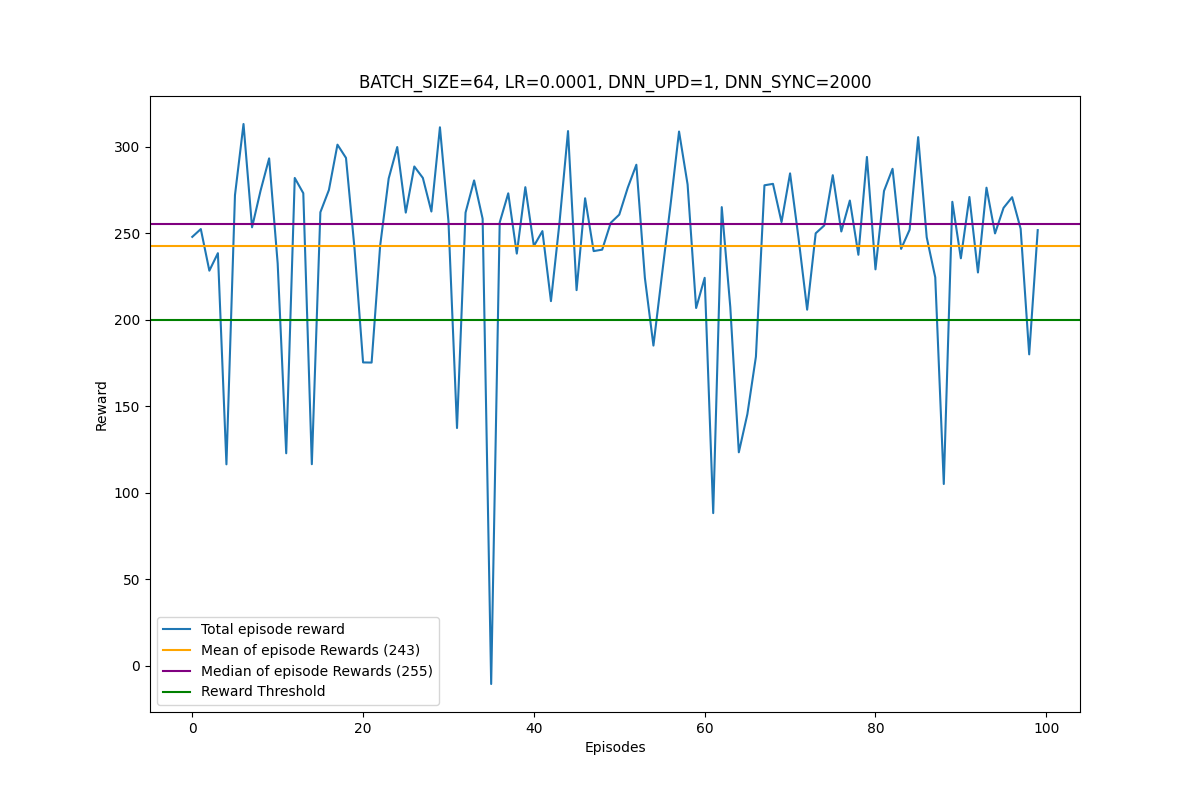 BATCH_SIZE=64, LR=0.0001, DNN_UPD=1, DNN_SYNC=2000
300
250
200
150
100
50
0
Reward
Total episode reward
Mean of episode Rewards (243)
Median of episode Rewards (255)
Reward Threshold
0 20 40 60 80 100
Episodes